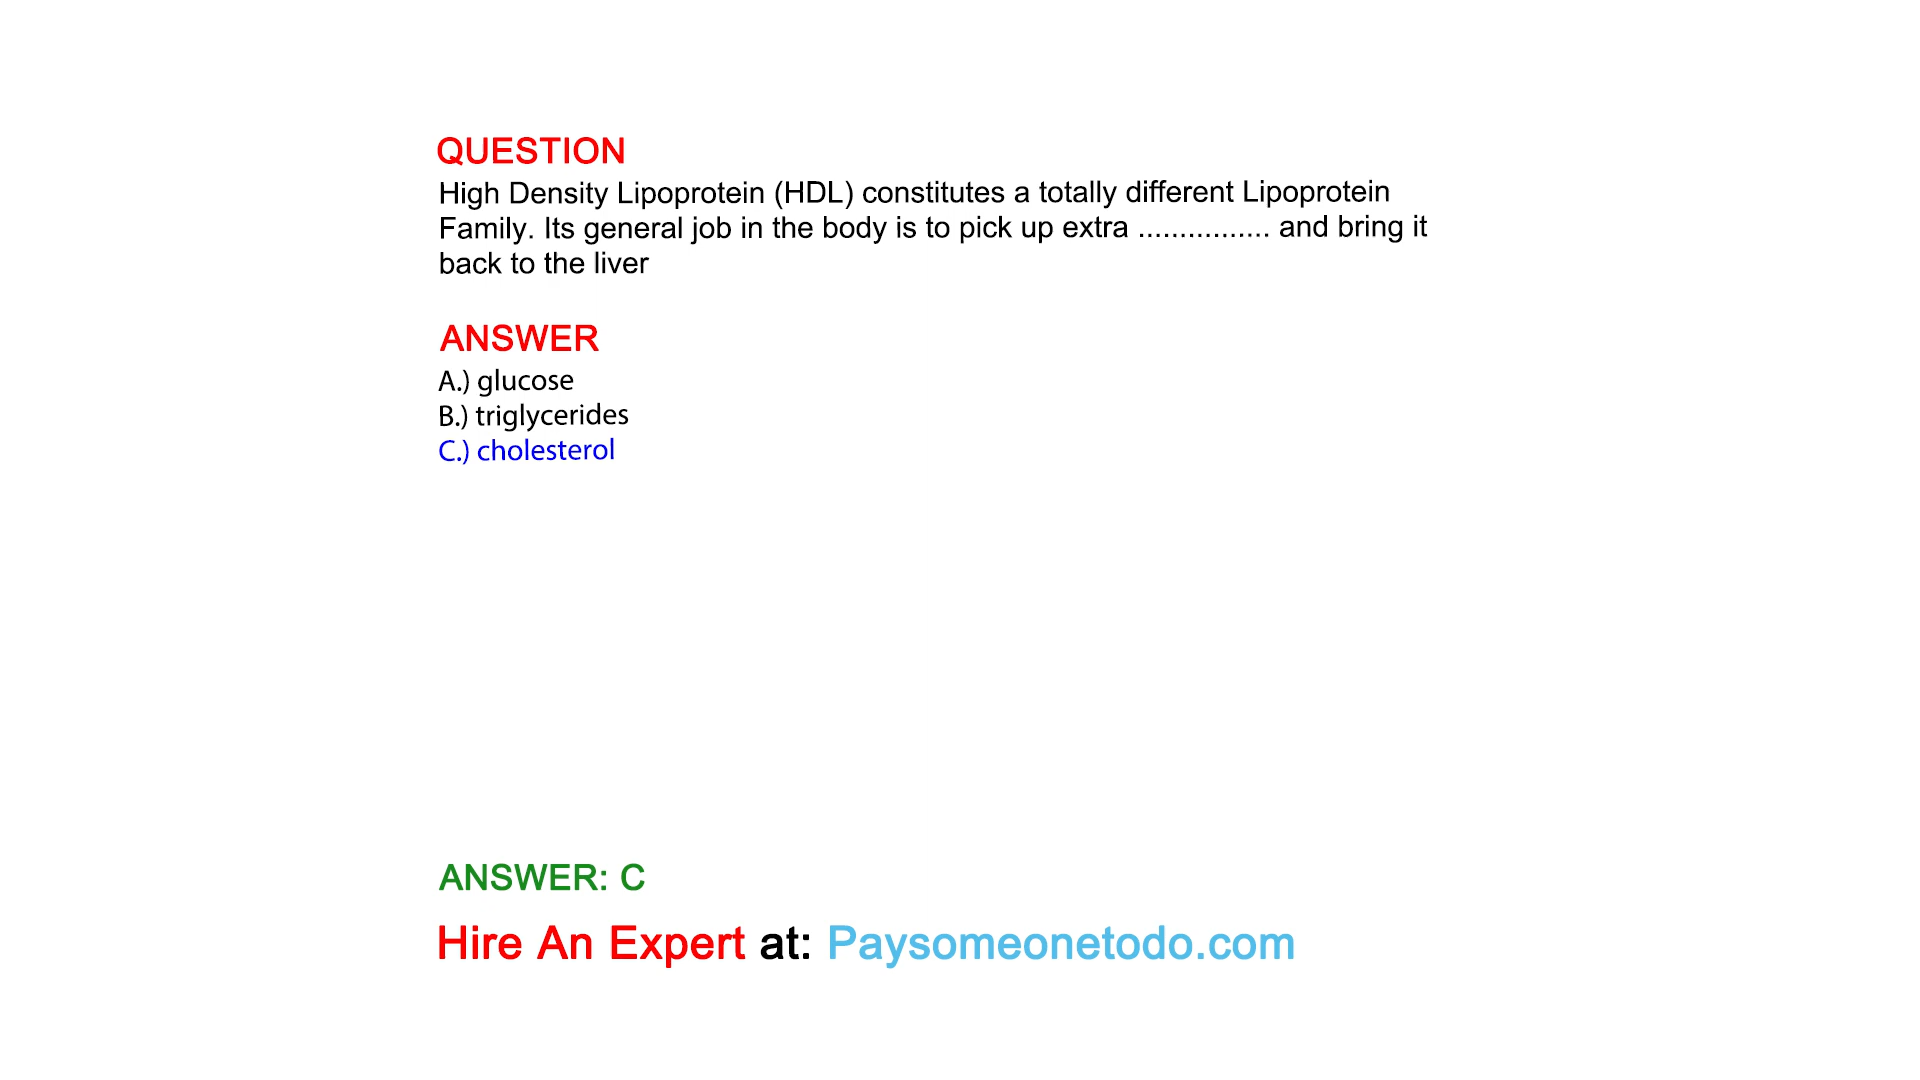 QUESTION
High Density Lipoprotein (HDL) constitutes a totally different Lipoprotein
Family. Its general job in the body is to pick up extra ................ and bring it
back to the liver
ANSWER
A.) glucose
B.) triglycerides
C.) cholesterol
ANSWER: C
Hire An Expert at: Paysomeonetodo.com